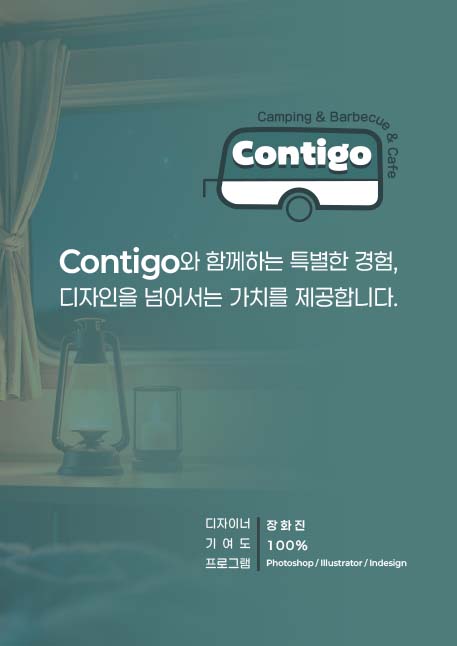 Camping & Barbecue & Cafe
Contigo
Contigo와 함께하는 특별한 경험,
디자인을 넘어서는 가치를 제공합니다.
디자이너 장화진
기여도 100%
프로그램 Photoshop / Illustrator / Indesign